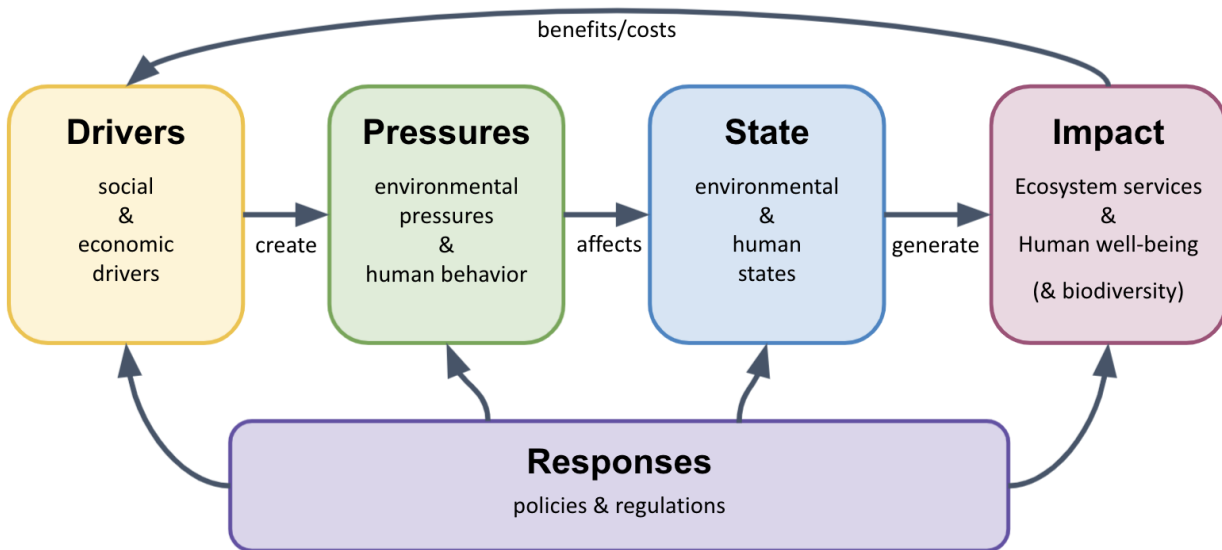 benefits/costs
Drivers
social
&
economic
drivers
create
Pressures
environmental
pressures
&
human behavior
affects
State
environmental
&
human
states
generate
Impact
Ecosystem services
&
Human well-being
(& biodiversity)
Responses
policies & regulations